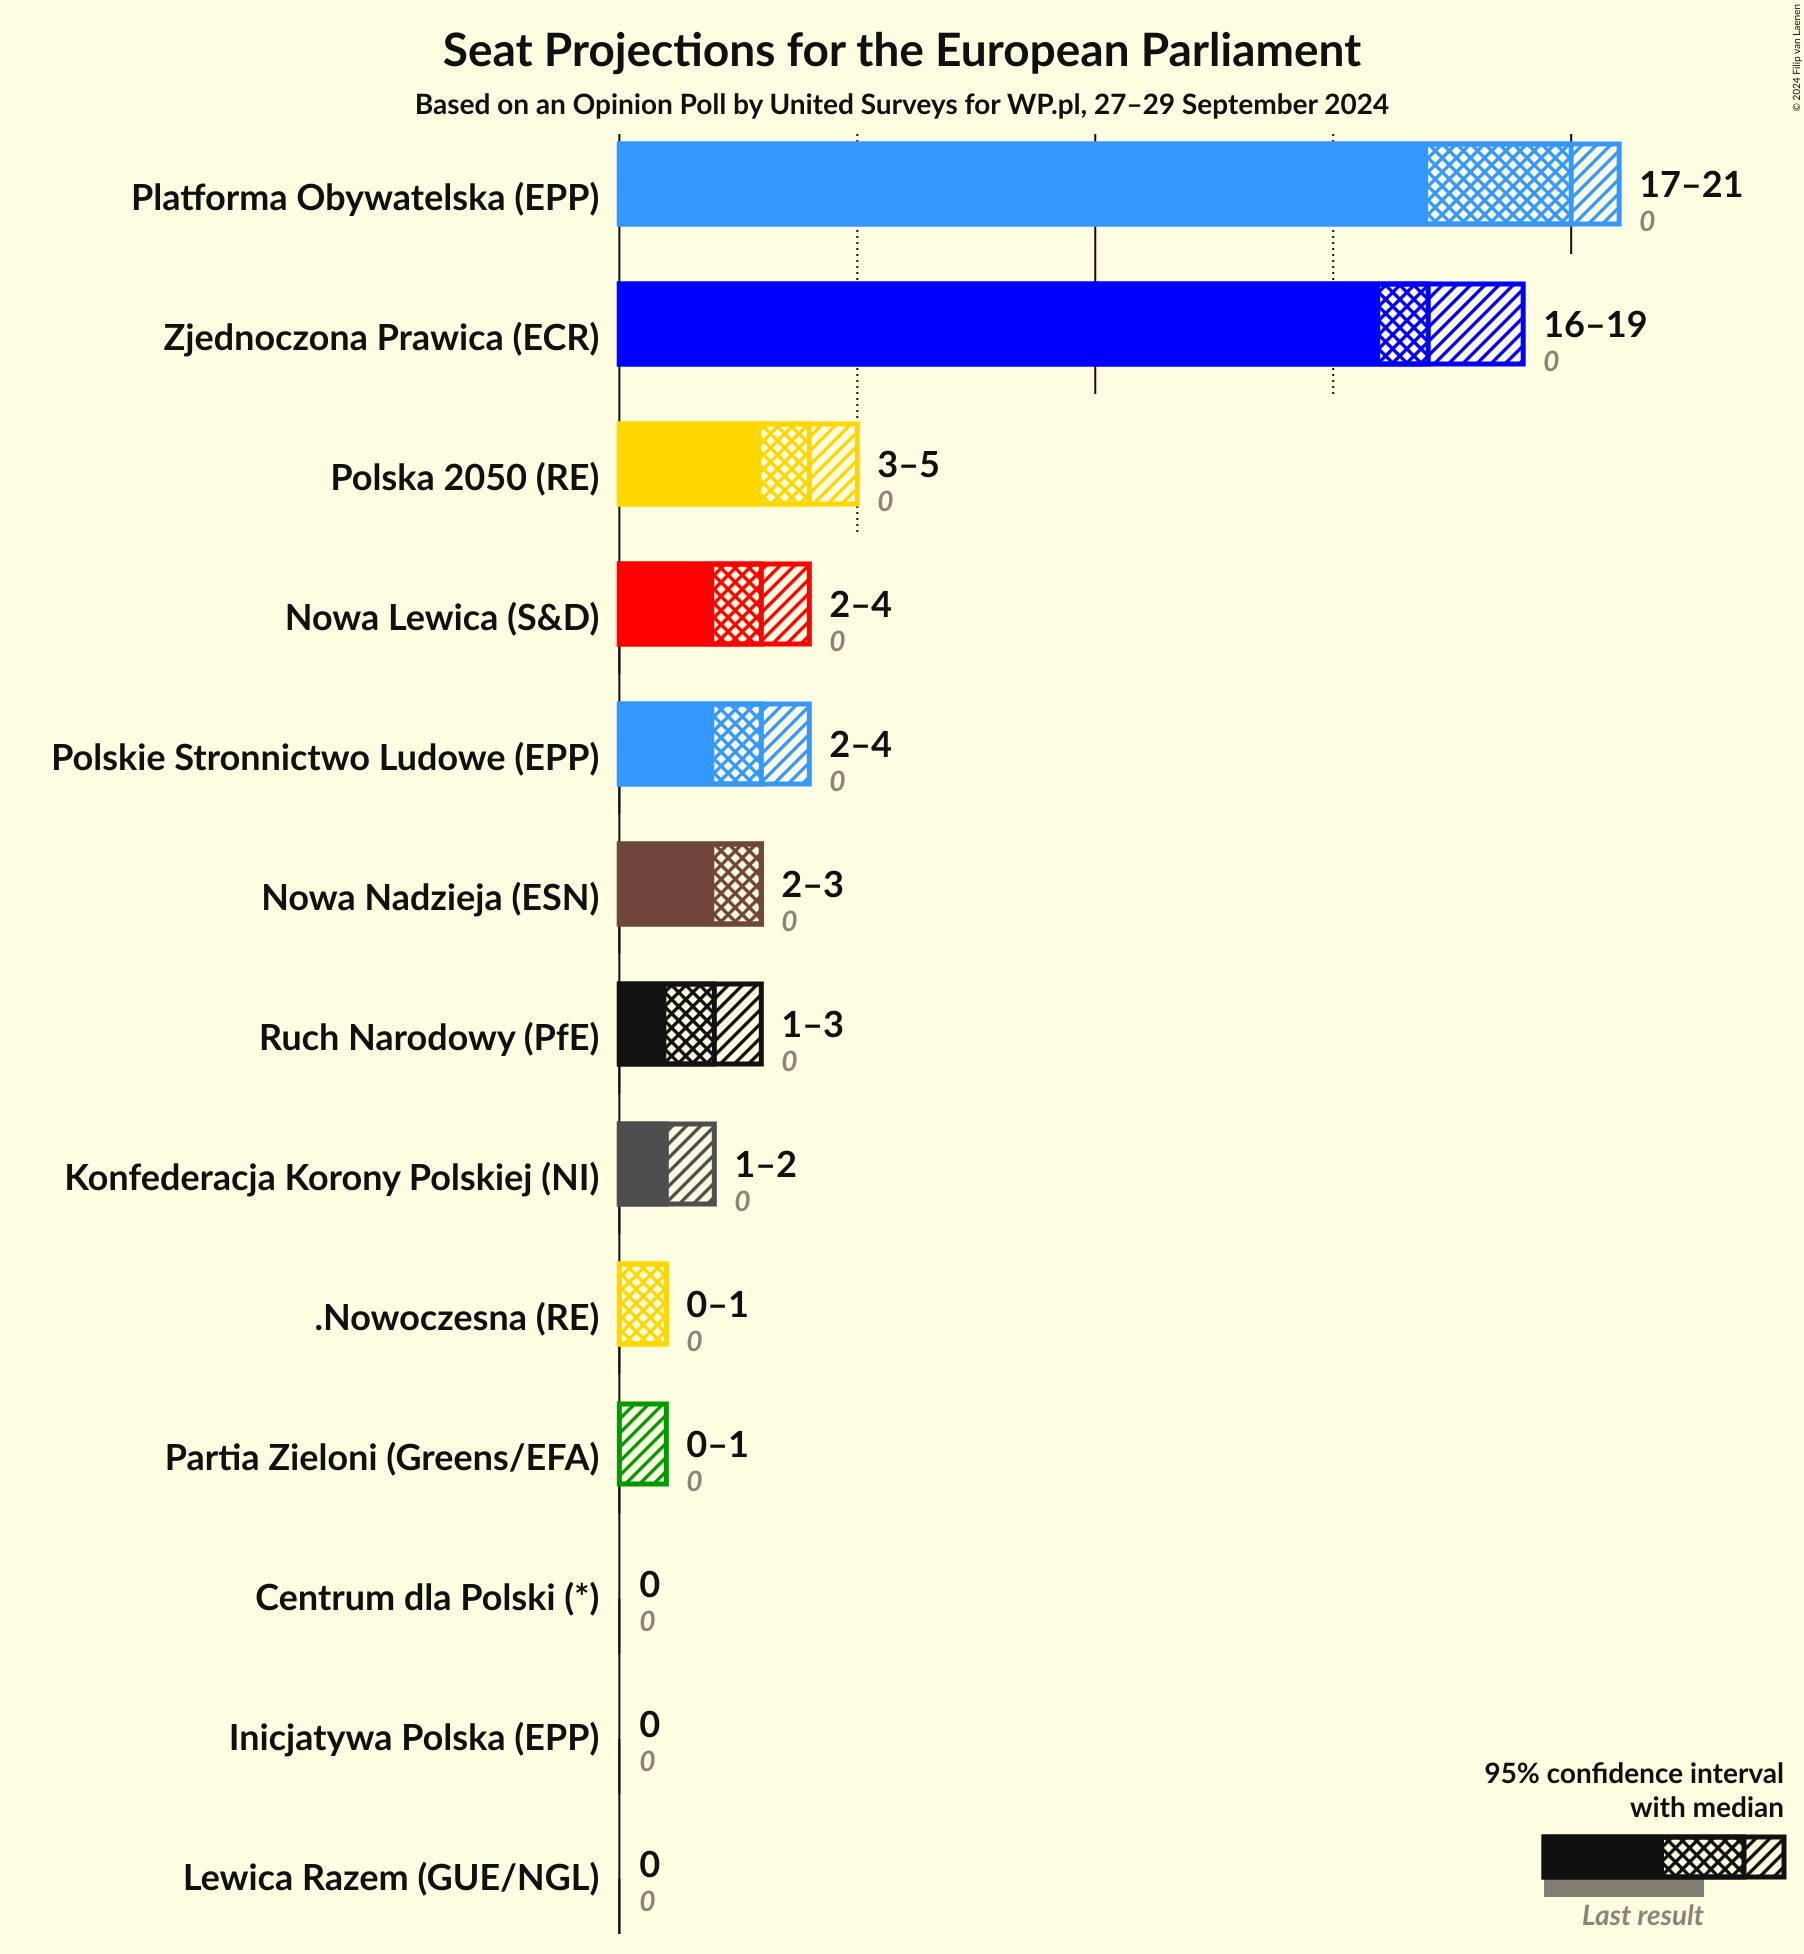 Seat Projections for the European Parliament
Based on an Opinion Poll by United Surveys for WP.pl, 27–29 September 2024
© 2024 Filip van Laenen
Platforma Obywatelska (EPP)
17–21
0
Zjednoczona Prawica (ECR)
16–19
0
Polska 2050 (RE)
3–5
0
Nowa Lewica (S&D)
2–4
0
Polskie Stronnictwo Ludowe (EPP)
2–4
0
Nowa Nadzieja (ESN)
2–3
0
Ruch Narodowy (PfE)
1–3
0
Konfederacja Korony Polskiej (NI)
1–2
0
.Nowoczesna (RE)
0–1
0
Partia Zieloni (Greens/EFA)
0–1
0
Centrum dla Polski (*)
0
0
Inicjatywa Polska (EPP)
0
0
Lewica Razem (GUE/NGL)
0
0
95% confidence interval
with median
Last result